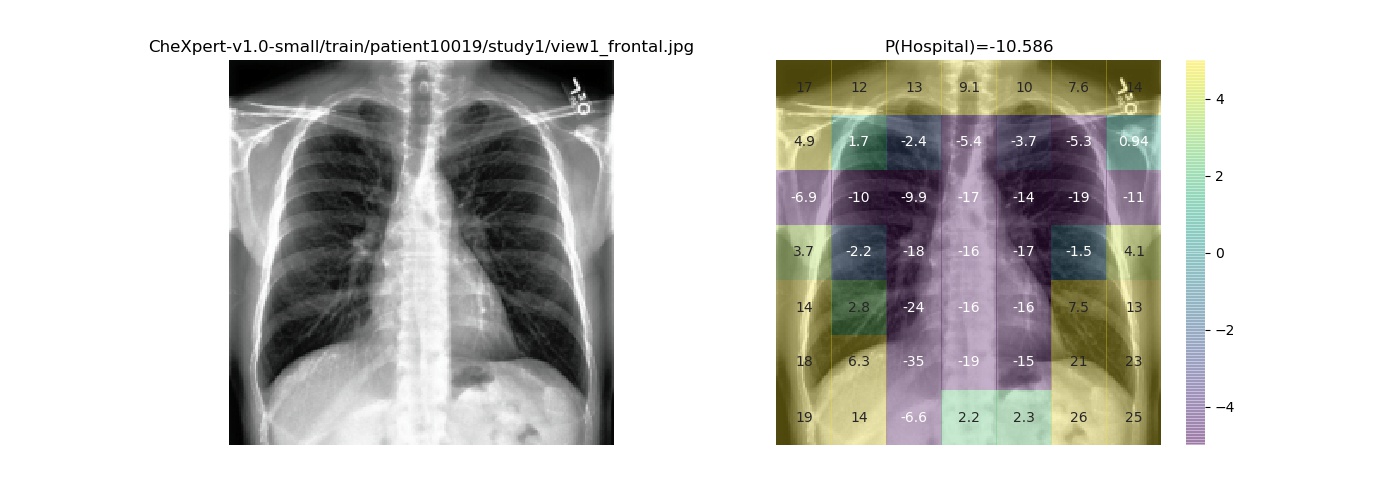 CheXpert-v1.0-small/train/patient10019/study1/view1_frontal.jpg
P(Hospital)=-10.586
17 12 13 9.1 10 7.6 14
4.9 1.7 -2.4 -5.4 -3.7 -5.3 0.94
-6.9 -10 -9.9 -17 -14 -19 -11
3.7 -2.2 -18 -16 -17 -1.5 4.1
14 2.8 -24 -16 -16 7.5 13
18 6.3 -35 -19 -15 21 23
19 14 -6.6 2.2 2.3 26 25
4
2
0
−2
−4